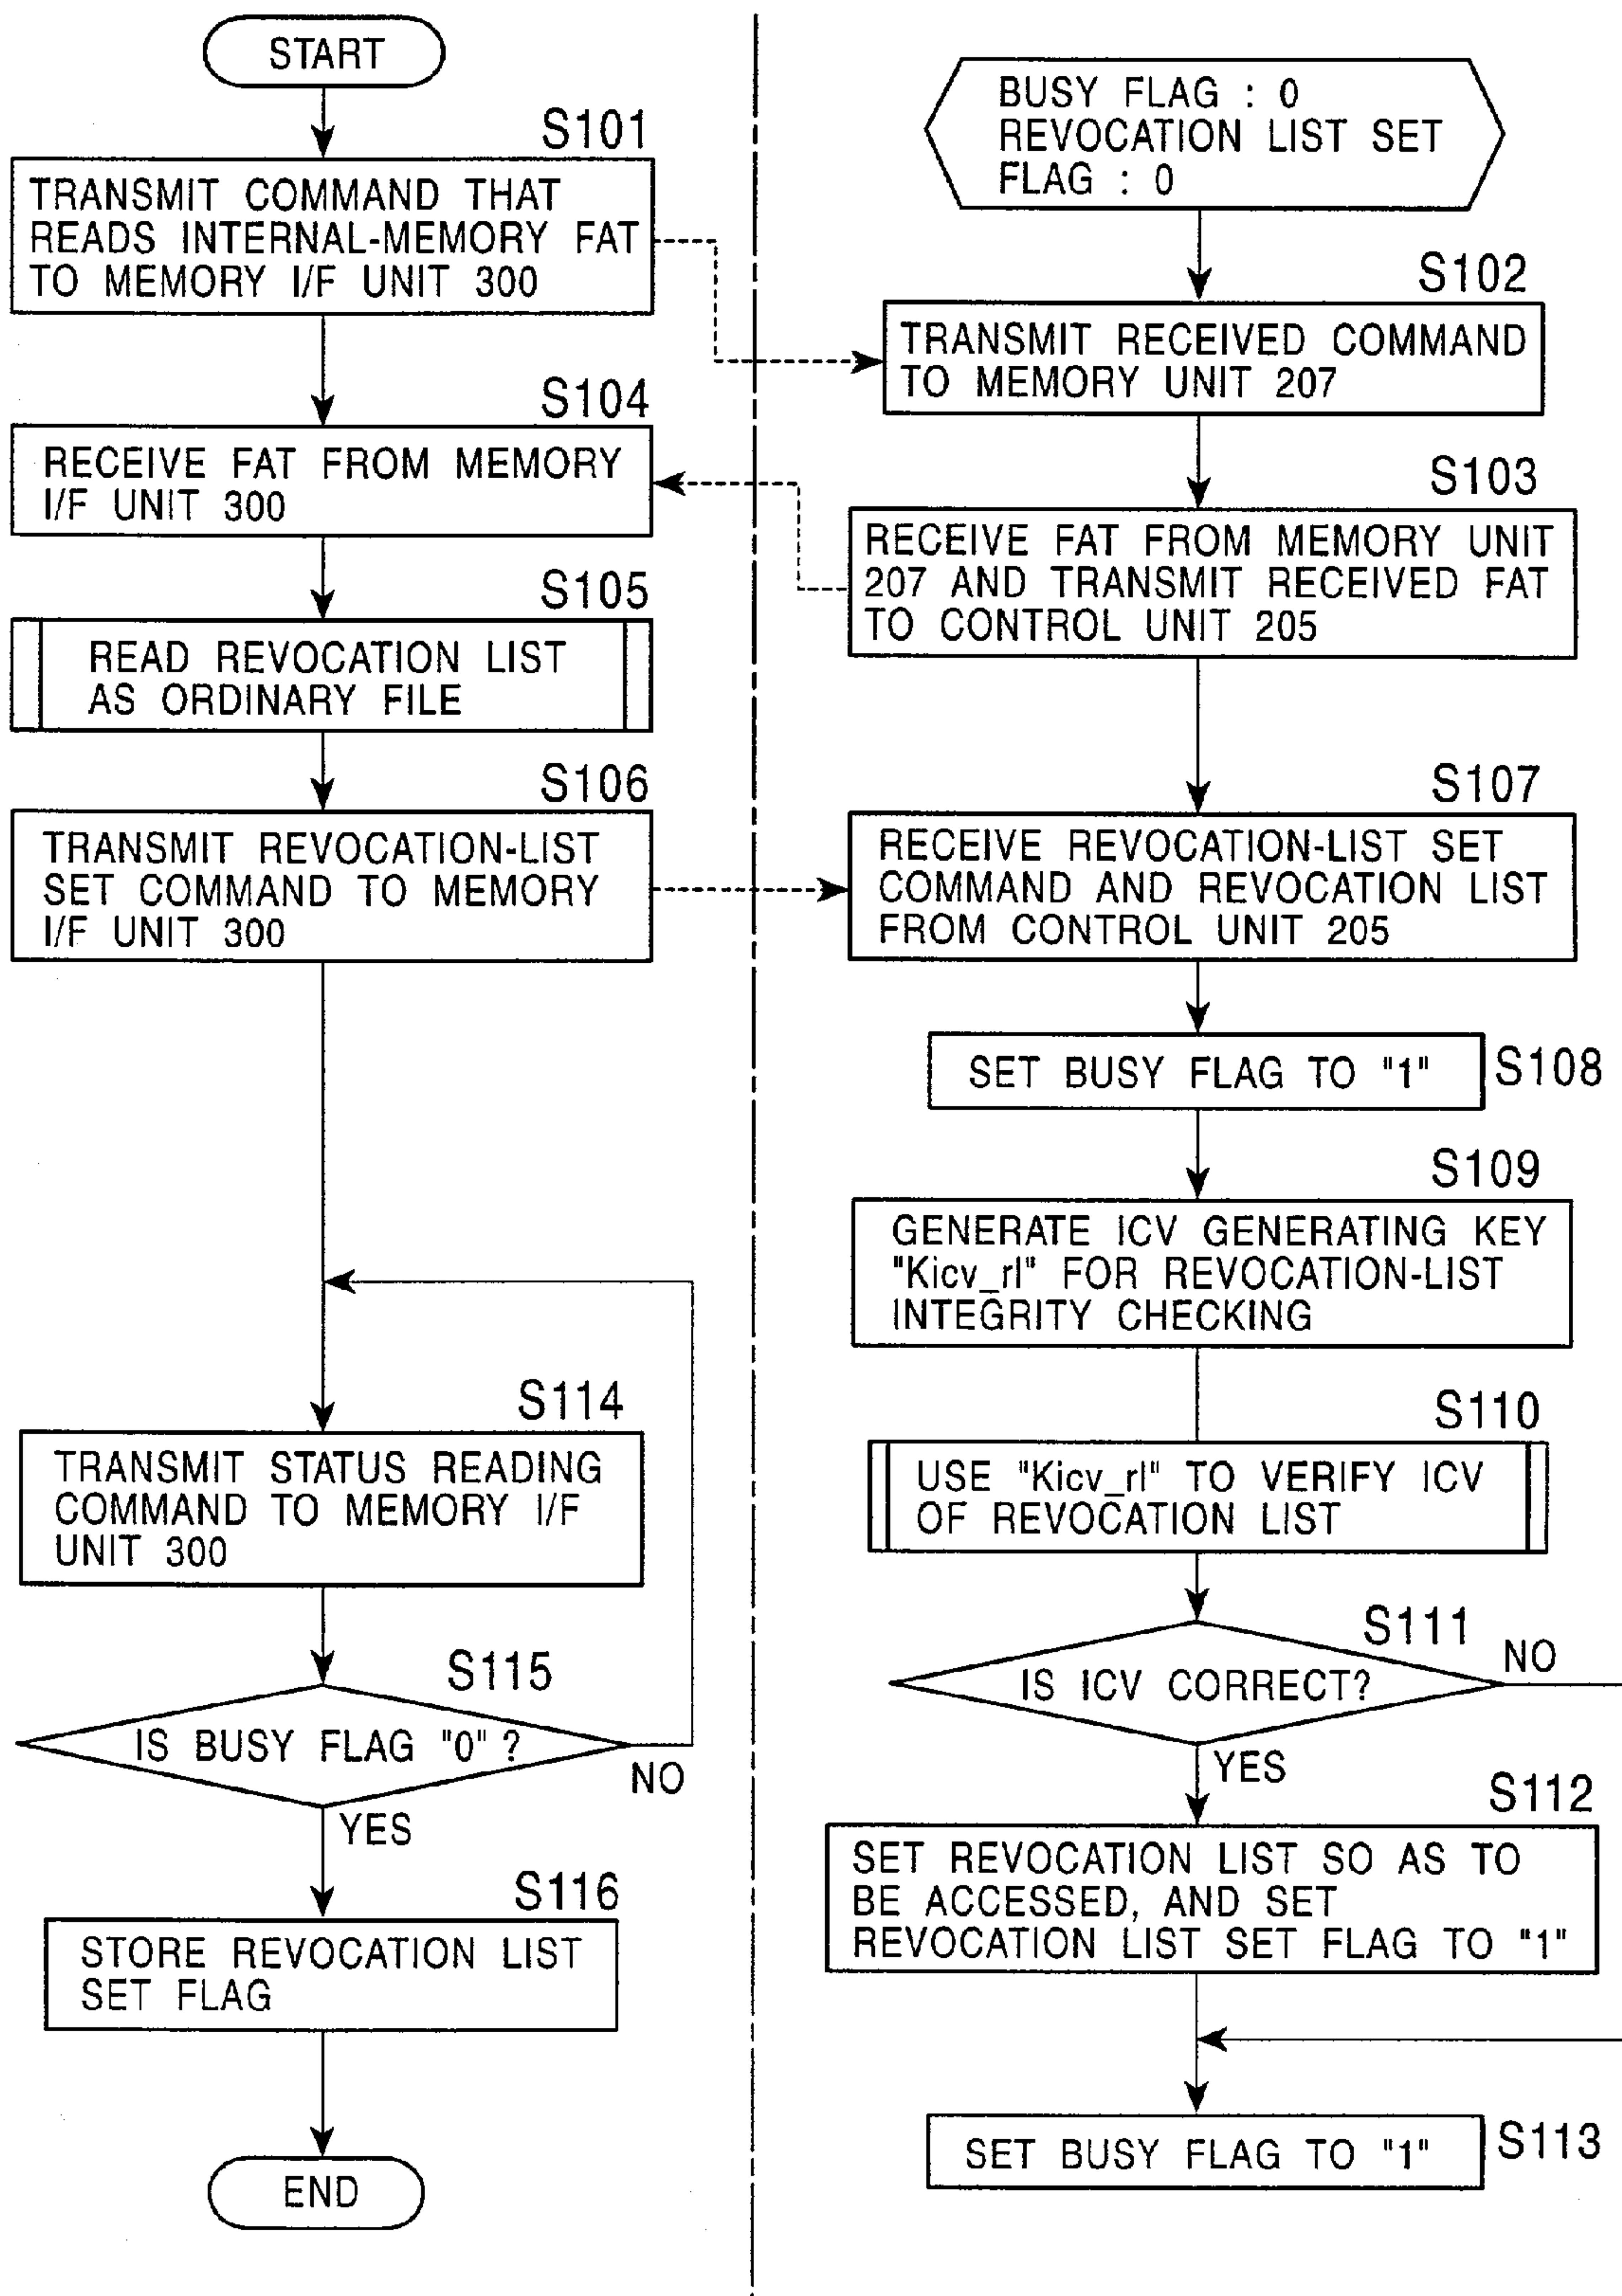 START
S101
TRANSMIT COMMAND THAT
READS INTERNAL-MEMORY FAT
TO MEMORY I/F UNIT 300
S104
RECEIVE FAT FROM MEMORY
I/F UNIT 300
S105
READ REVOCATION LIST
AS ORDINARY FILE
S106
TRANSMIT REVOCATION-LIST
SET COMMAND TO MEMORY
I/F UNIT 300
S114
TRANSMIT STATUS READING
COMMAND TO MEMORY I/F
UNIT 300
S115
IS BUSY FLAG "0" ?
NO
YES
S116
STORE REVOCATION LIST
SET FLAG
END
BUSY FLAG : 0
REVOCATION LIST SET
FLAG : 0
S102
TRANSMIT RECEIVED COMMAND
TO MEMORY UNIT 207
S103
RECEIVE FAT FROM MEMORY UNIT
207 AND TRANSMIT RECEIVED FAT
TO CONTROL UNIT 205
S107
RECEIVE REVOCATION-LIST SET
COMMAND AND REVOCATION LIST
FROM CONTROL UNIT 205
SET BUSY FLAG TO "1"
S108
S109
GENERATE ICV GENERATING KEY
"Kicv_rl" FOR REVOCATION-LIST
INTEGRITY CHECKING
S110
USE "Kicv_rl" TO VERIFY ICV
OF REVOCATION LIST
S111
IS ICV CORRECT?
NO
YES
S112
SET REVOCATION LIST SO AS TO
BE ACCESSED, AND SET
REVOCATION LIST SET FLAG TO "1"
SET BUSY FLAG TO "1"
S113